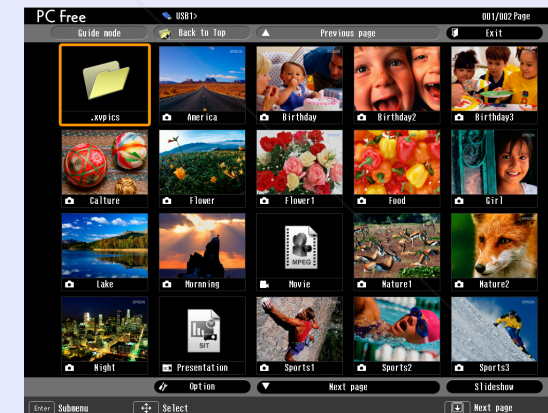 PC Free USB1> 001/002 Page
Guide mode Back to Top Previous page Exit
.xvpics America Birthday Birthday2 Birthday3
Calture Flower Flower1 Food Girl
MPEG
Lake Mornning Movie Nature1 Nature2
SIT
Night Presentation Sports1 Sports2 Sports3
Option Next page Slideshow
Enter Submenu Select Next page